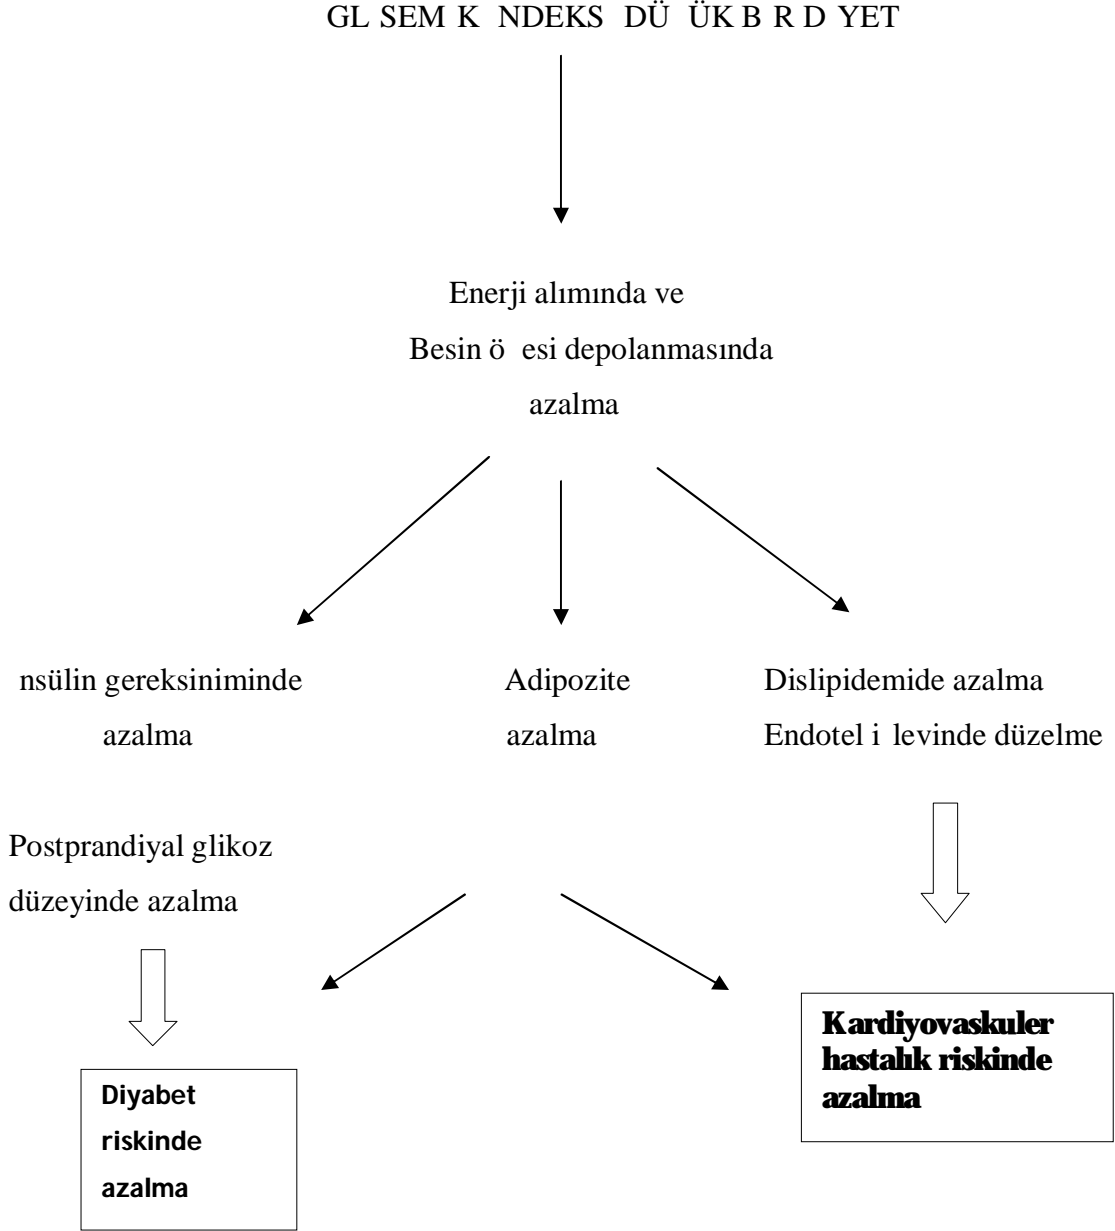 GL SEM K NDEKS DÜ ÜK B R D YET
Enerji alımında ve
Besin ö esi depolanmasında
azalma
nsülin gereksiniminde
azalma
Adipozite
azalma
Dislipidemide azalma
Endotel i levinde düzelme
Postprandiyal glikoz
düzeyinde azalma
Diyabet
riskinde
azalma
Kardiyovaskuler
hastalık riskinde
azalma